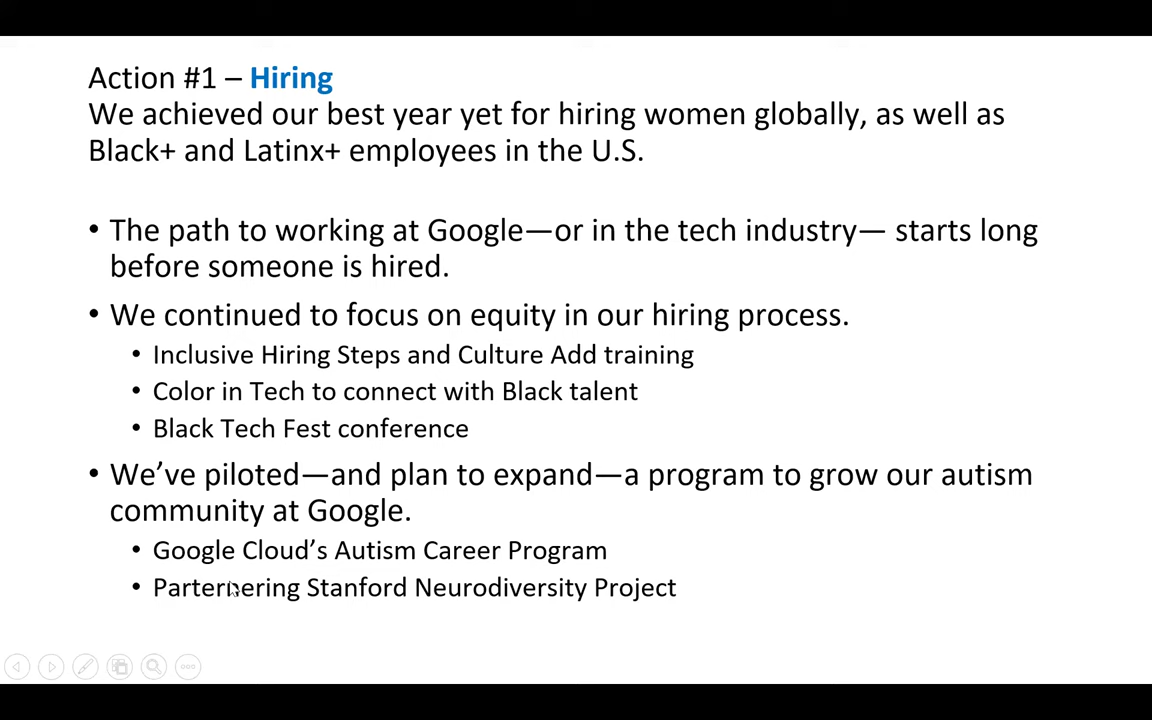 Action #1 – Hiring
We achieved our best year yet for hiring women globally, as well as
Black+ and Latinx+ employees in the U.S.
• The path to working at Google—or in the tech industry— starts long
before someone is hired.
• We continued to focus on equity in our hiring process.
• Inclusive Hiring Steps and Culture Add training
• Color in Tech to connect with Black talent
• Black Tech Fest conference
• We’ve piloted—and plan to expand—a program to grow our autism
community at Google.
• Google Cloud’s Autism Career Program
• Parternering Stanford Neurodiversity Project